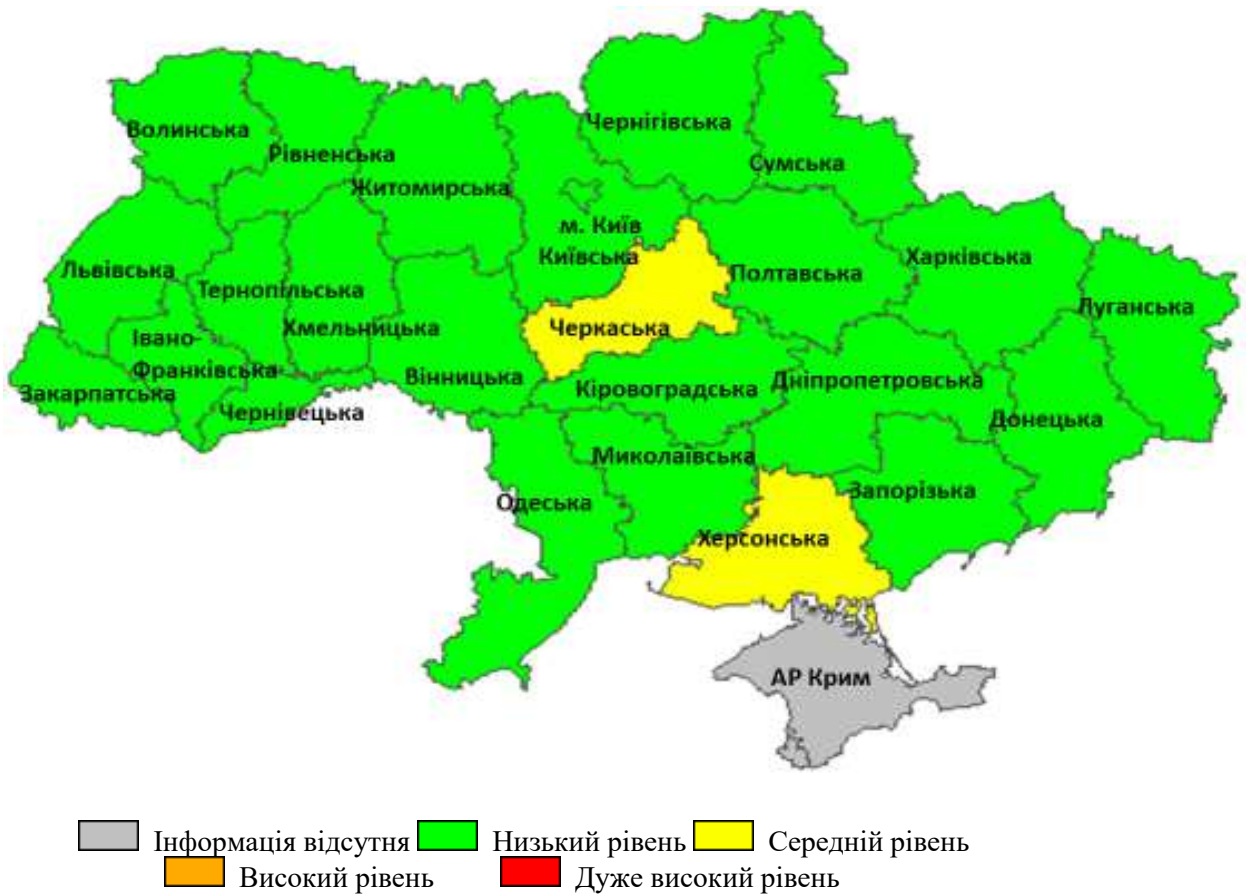 Волинська
Рівненська
Житомирська
Чернігівська
Сумська
м. Київ
Київська
Львівська
Тернопільська
Хмельницька
Івано-
Франківська
Закарпатська
Чернівецька
Вінницька
Черкаська
Полтавська
Харківська
Луганська
Кіровоградська
Дніпропетровська
Донецька
Миколаївська
Одеська
Запорізька
Херсонська
АР Крим
Інформація відсутня Низький рівень Середній рівень
Високий рівень Дуже високий рівень